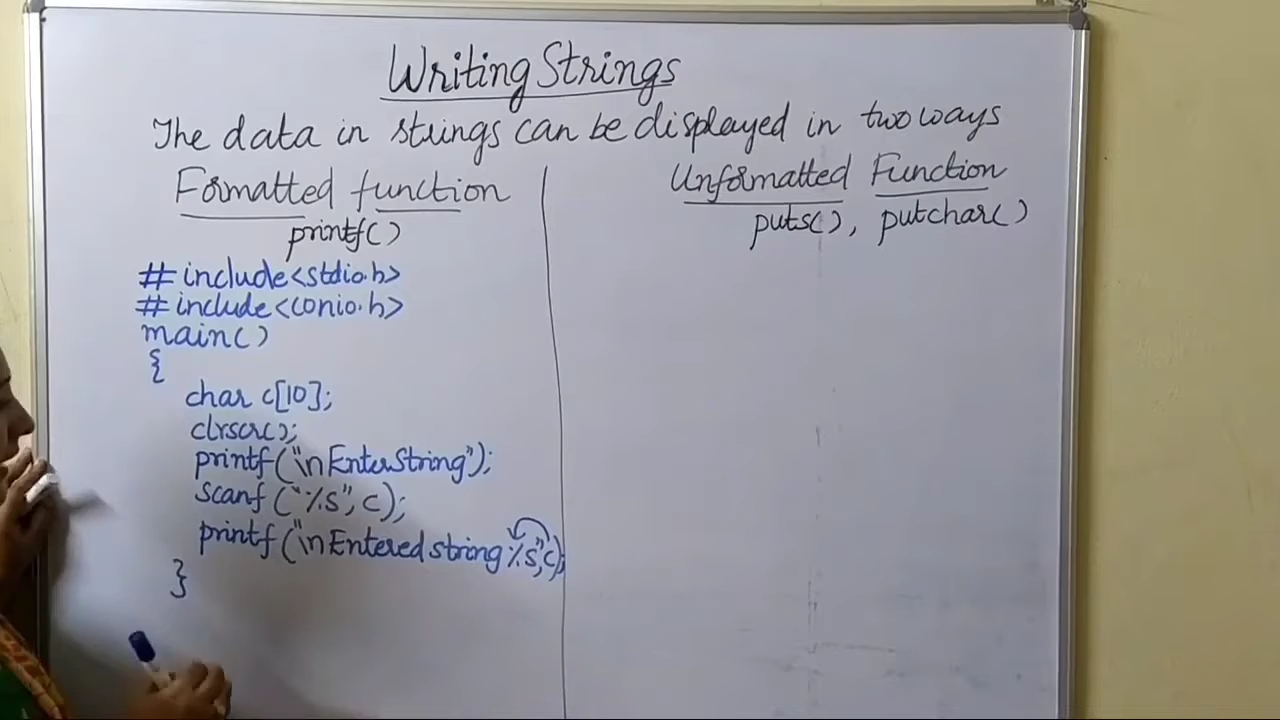 Writing Strings
The data in strings can be displayed in two ways
Formatted function
printf()
#include<stdio.h>
#include<conio.h>
main()
{
char c[10];
clrscr();
printf("\nEnterString");
scanf("%s",c);
printf("\nEntered string %s",c);
}
Unformatted Function
puts(), putchar()